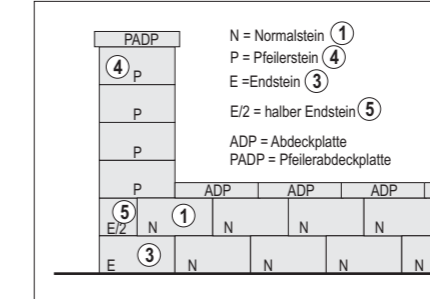 PADP
N = Normalstein 1
P = Pfeilerstein 4
E =Endstein 3
E/2 = halber Endstein 5
ADP = Abdeckplatte
PADP = Pfeilerabdeckplatte
4 P
P
P
P ADP ADP ADP
5 E/2 N 1 N N N
E 3 N N N N